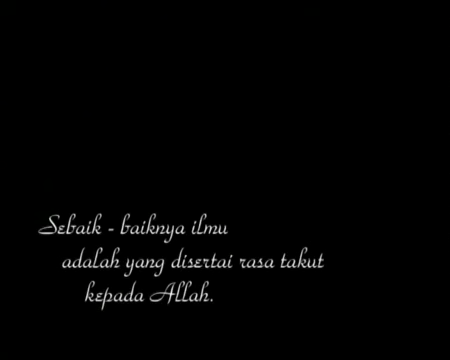 Sebaik - baiknya ilmu
adalah yang disertai rasa takut
kepada Allah.